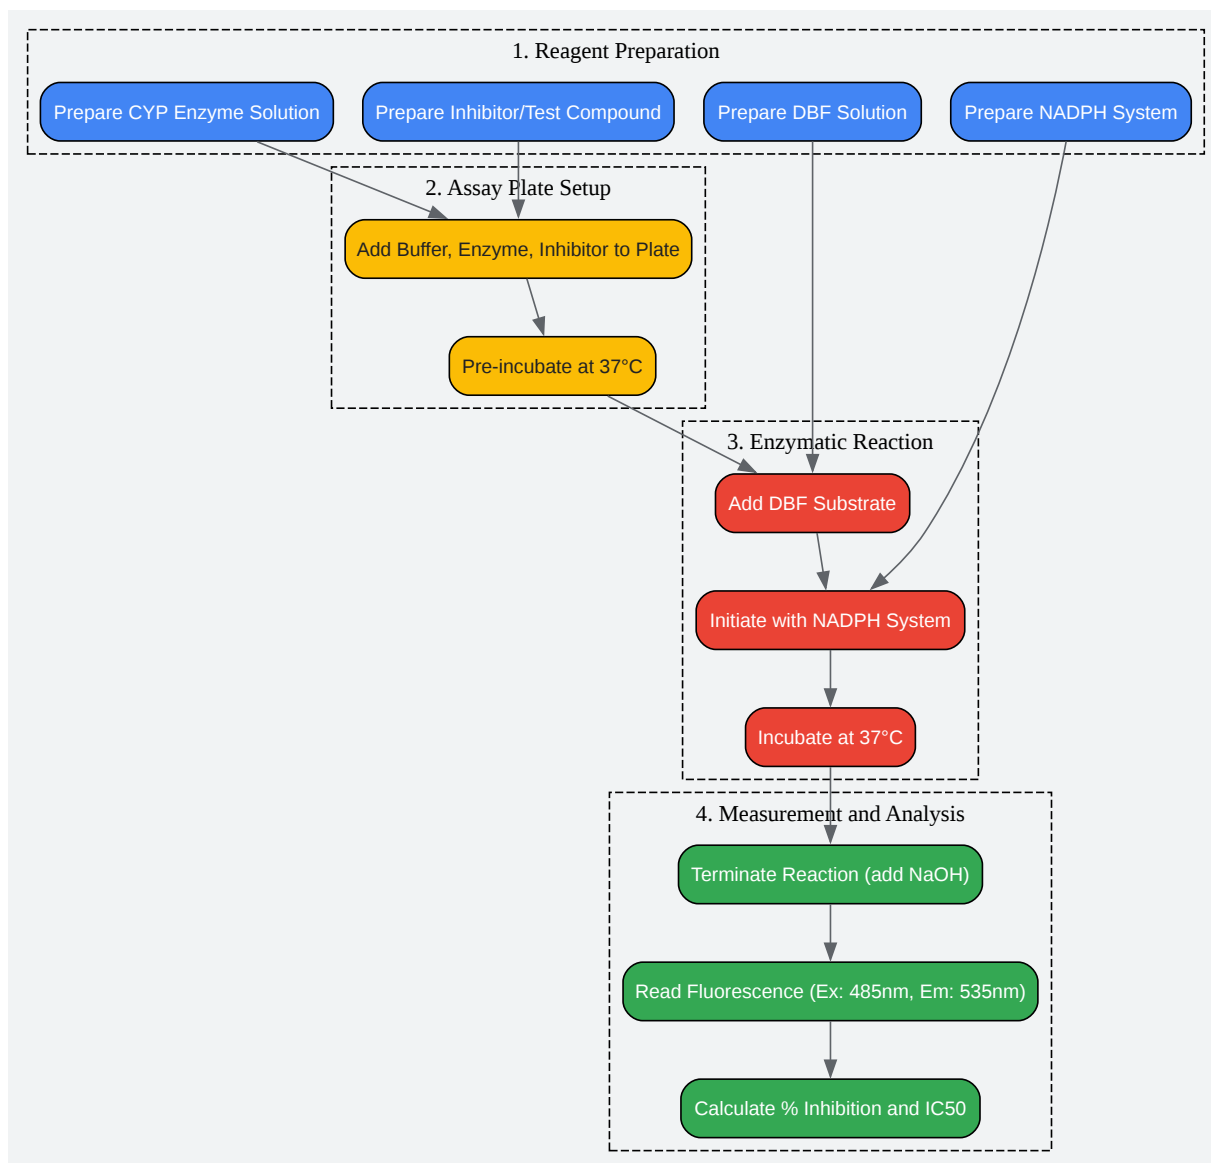 1. Reagent Preparation
Prepare CYP Enzyme Solution
Prepare Inhibitor/Test Compound
Prepare DBF Solution
Prepare NADPH System
2. Assay Plate Setup
Add Buffer, Enzyme, Inhibitor to Plate
Pre-incubate at 37°C
3. Enzymatic Reaction
Add DBF Substrate
Initiate with NADPH System
Incubate at 37°C
4. Measurement and Analysis
Terminate Reaction (add NaOH)
Read Fluorescence (Ex: 485nm, Em: 535nm)
Calculate % Inhibition and IC50